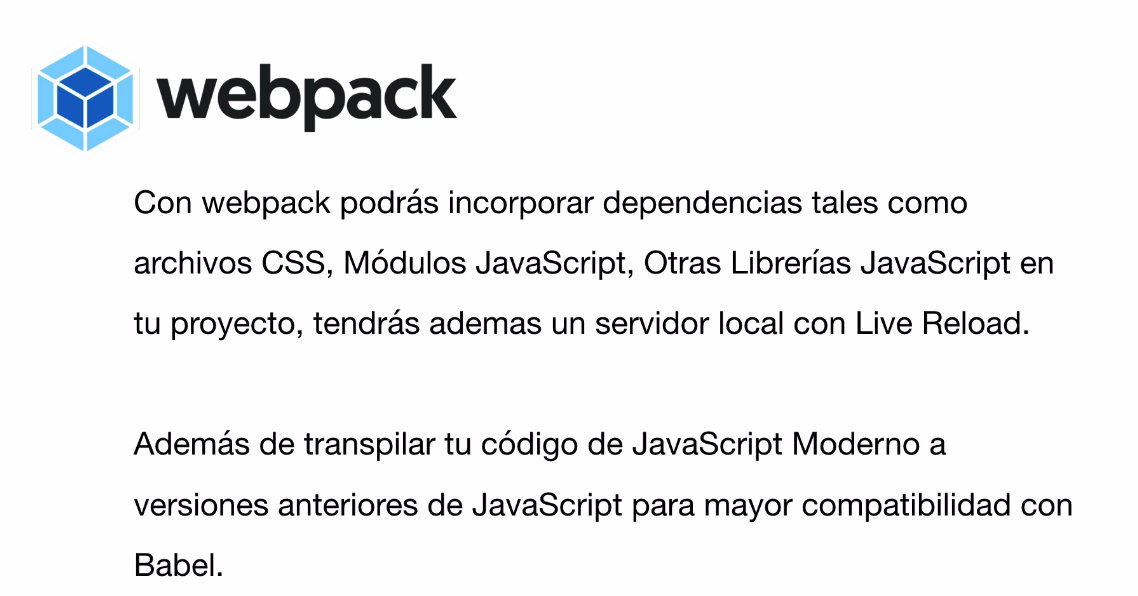 webpack
Con webpack podrás incorporar dependencias tales como
archivos CSS, Módulos JavaScript, Otras Librerías JavaScript en
tu proyecto, tendrás ademas un servidor local con Live Reload.
Además de transpilar tu código de JavaScript Moderno a
versiones anteriores de JavaScript para mayor compatibilidad con
Babel.